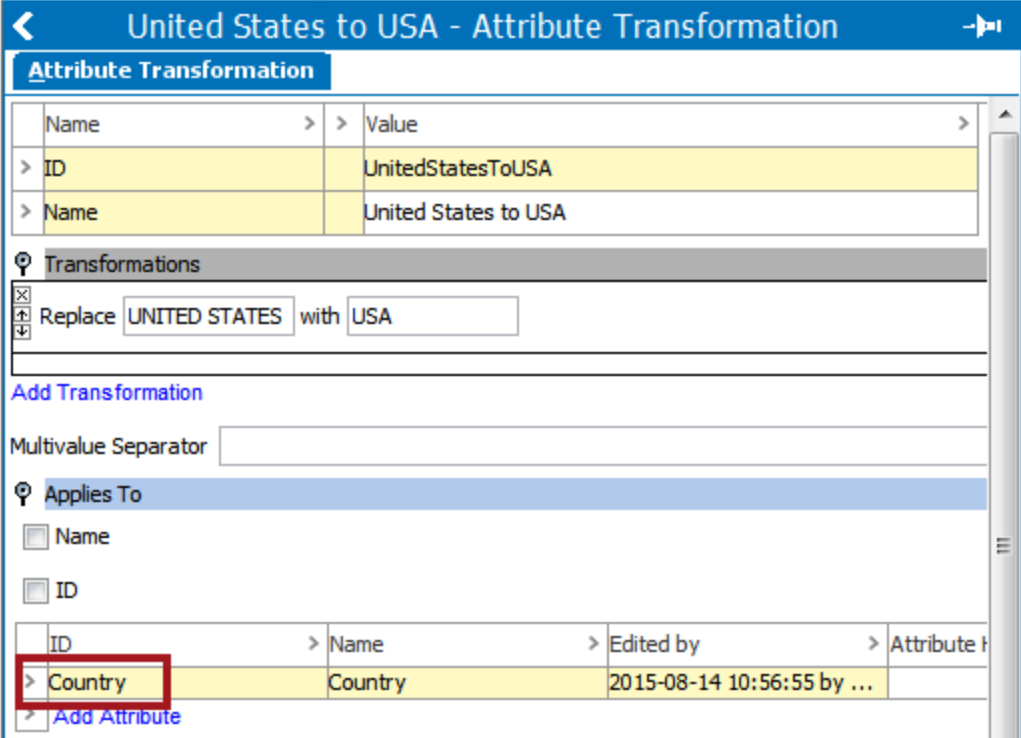 United States to USA - Attribute Transformation
Attribute Transformation
Name > > Value >
> ID UnitedStatesToUSA
> Name United States to USA
Transformations
Replace UNITED STATES with USA
Add Transformation
Multivalue Separator
Applies To
Name
ID
ID > Name > Edited by > Attribute H
> Country Country 2015-08-14 10:56:55 by ...
> Add Attribute